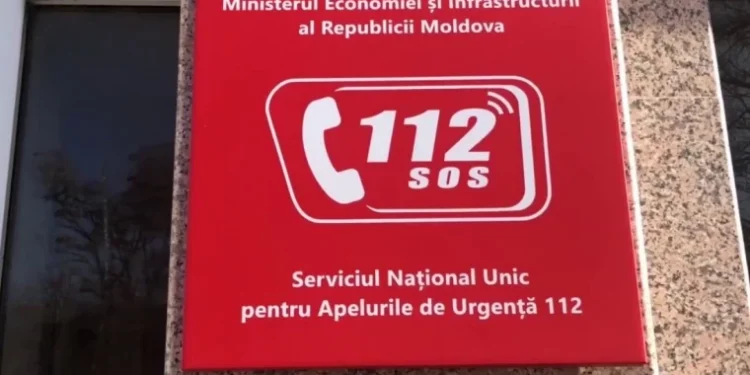 Ministerul Economiei și Infrastructurii
al Republicii Moldova
112
SOS
Serviciul Național Unic
pentru Apelurile de Urgență 112